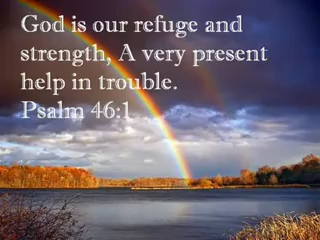 God is our refuge and
strength, A very present
help in trouble.
Psalm 46:1